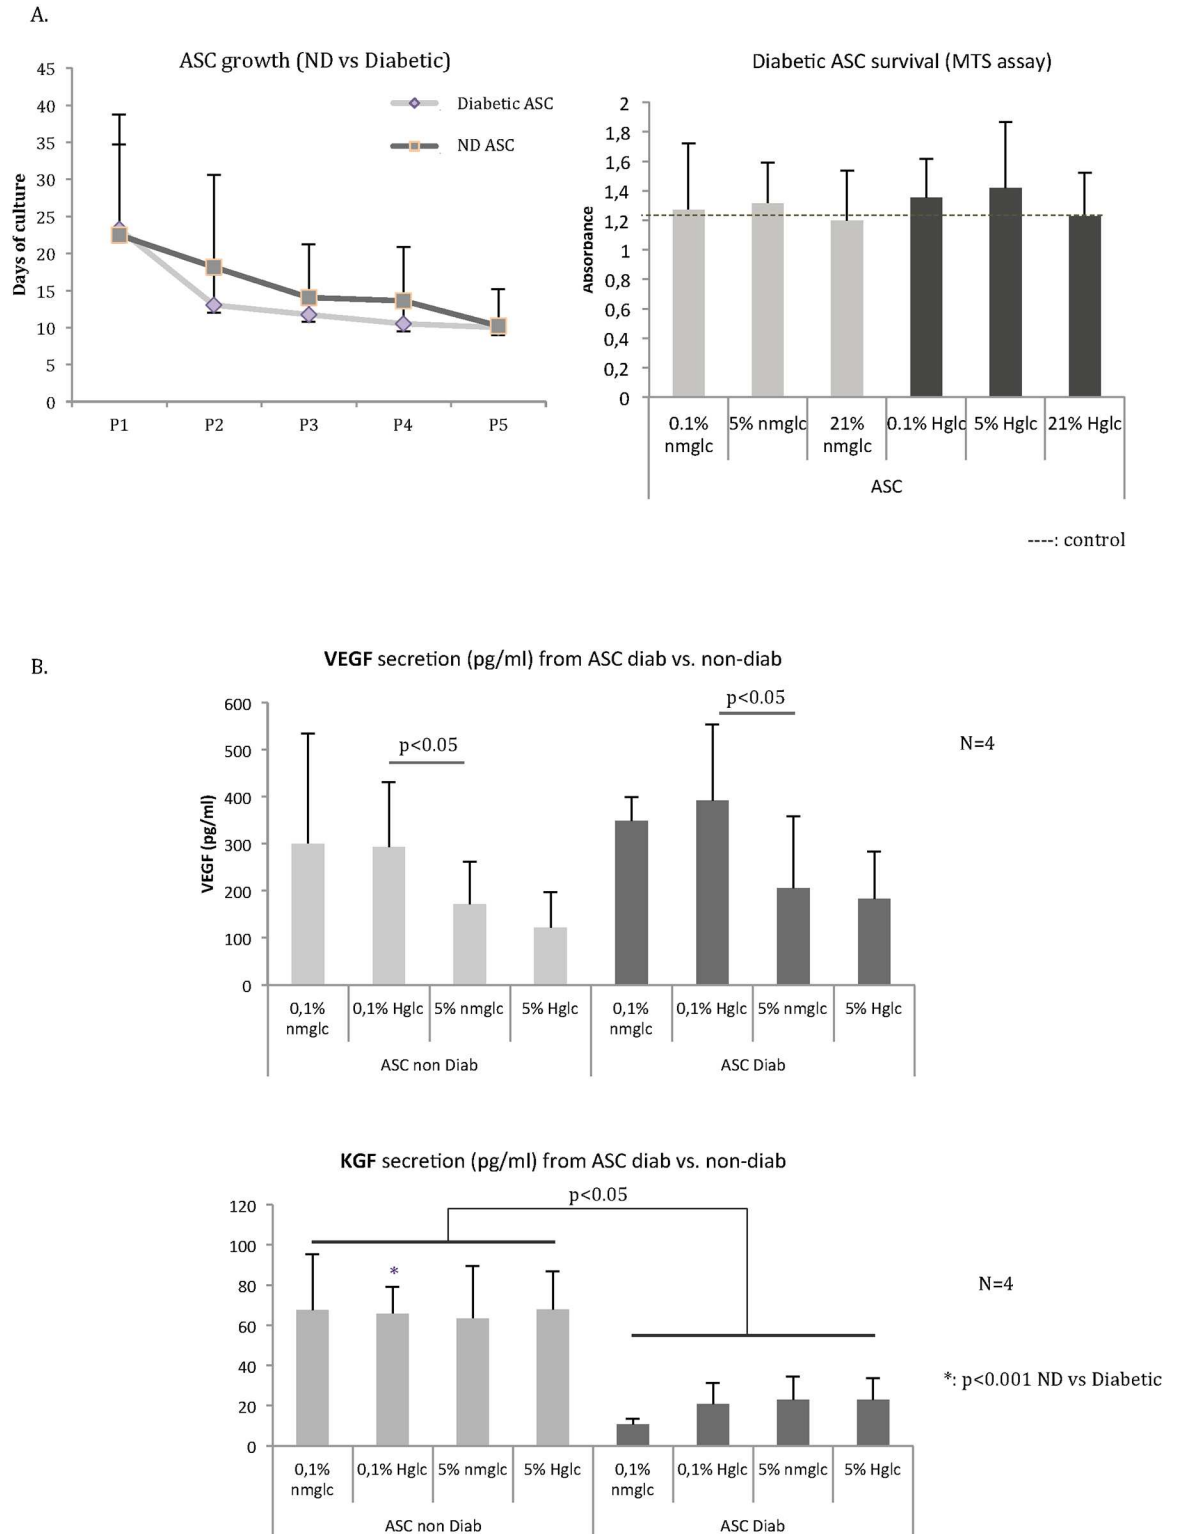 A.
ASC growth (ND vs Diabetic)
Days of culture
45
40
35
30
25
20
15
10
5
0
P1 P2 P3 P4 P5
Diabetic ASC
ND ASC
Diabetic ASC survival (MTS assay)
Absorbance
2
1,8
1,6
1,4
1,2
1
0,8
0,6
0,4
0,2
0
0.1% 5% nmglc 21% 0.1% Hglc 5% Hglc 21% Hglc
nmglc nmglc
ASC
----: control
B.
VEGF secretion (pg/ml) from ASC diab vs. non-diab
VEGF (pg/ml)
600
500
400
300
200
100
0
p<0.05
p<0.05
N=4
0,1% 0,1% Hglc 5% nmglc 5% Hglc 0,1% 0,1% Hglc 5% nmglc 5% Hglc
nmglc nmglc
ASC non Diab ASC Diab
KGF secretion (pg/ml) from ASC diab vs. non-diab
p<0.05
120
100
80
60
40
20
0
*
N=4
*: p<0.001 ND vs Diabetic
0,1% 0,1% Hglc 5% nmglc 5% Hglc 0,1% 0,1% Hglc 5% nmglc 5% Hglc
nmglc nmglc
ASC non Diab ASC Diab